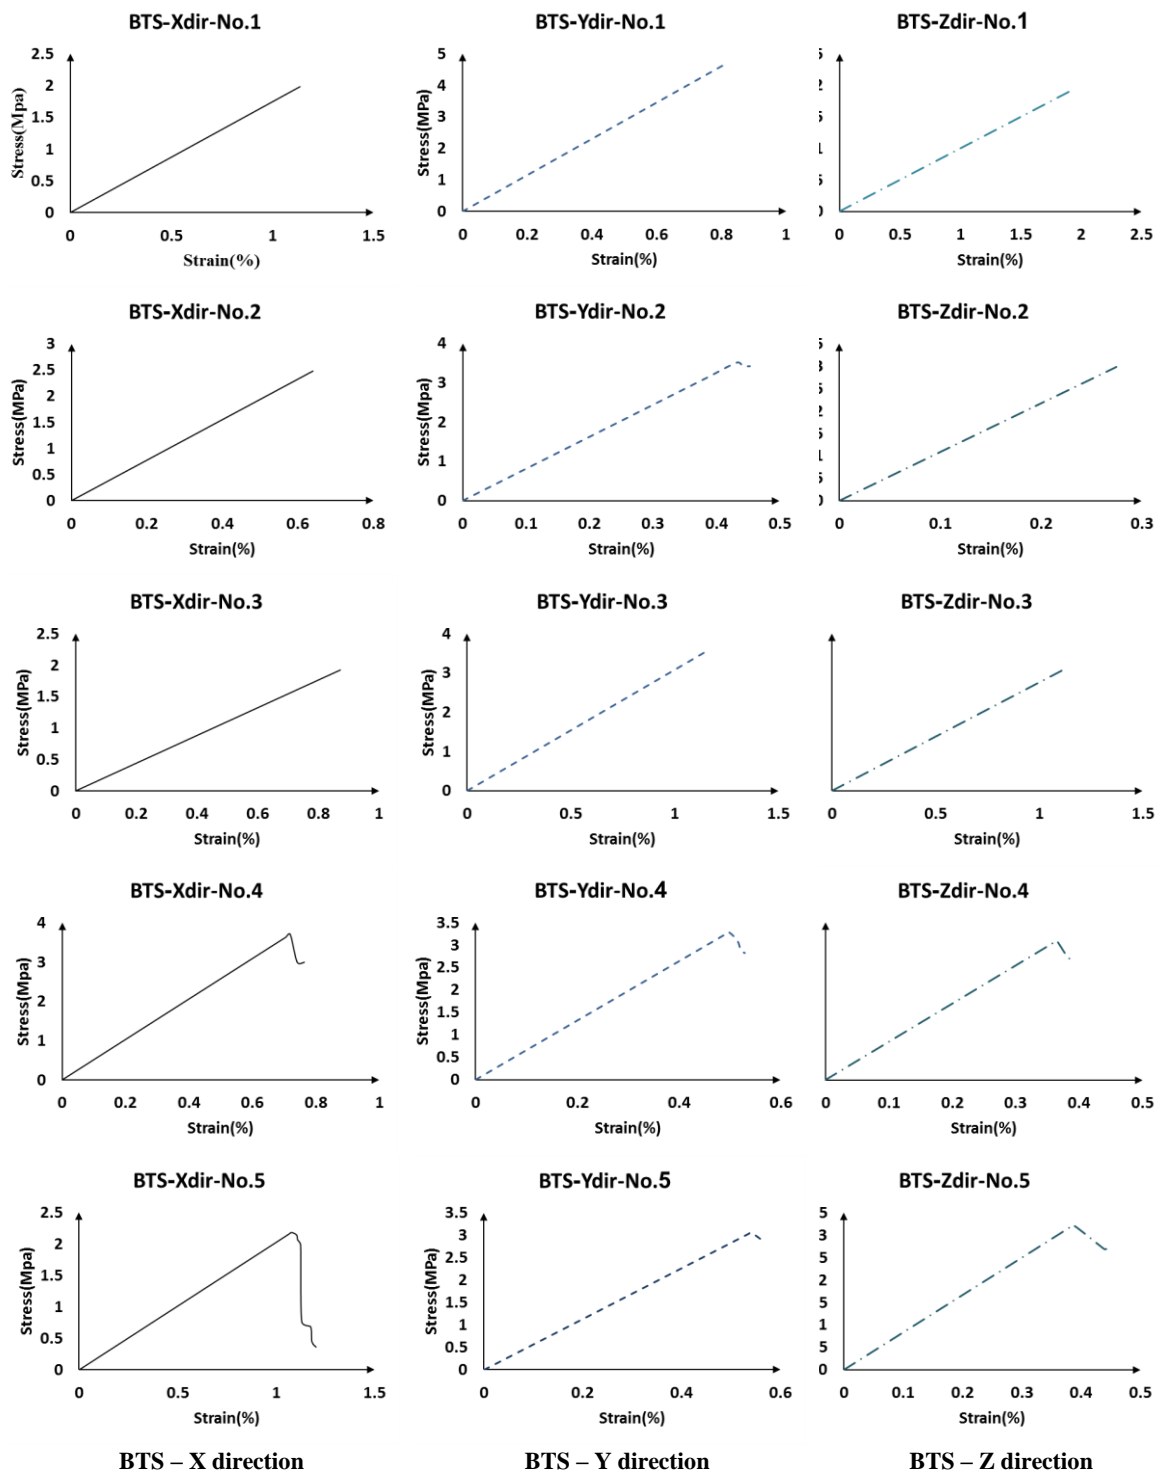 BTS-Xdir-No.1
BTS-Ydir-No.1
BTS-Zdir-No.1
2.5
2
1.5
1
0.5
0
Stress(Mpa)
0 0.5 1 1.5
Strain(%)
5
4
3
2
1
0
Stress(MPa)
0 0.2 0.4 0.6 0.8 1
Strain(%)
5
2
5
1
5
0
0 0.5 1 1.5 2 2.5
Strain(%)
BTS-Xdir-No.2
BTS-Ydir-No.2
BTS-Zdir-No.2
3
2.5
2
1.5
1
0.5
0
Stress(MPa)
0 0.2 0.4 0.6 0.8
Strain(%)
4
3
2
1
0
Stress(Mpa)
0 0.1 0.2 0.3 0.4 0.5
Strain(%)
5
3
5
2
5
1
5
0
0 0.1 0.2 0.3
Strain(%)
BTS-Xdir-No.3
BTS-Ydir-No.3
BTS-Zdir-No.3
2.5
2
1.5
1
0.5
0
Stress(MPa)
0 0.2 0.4 0.6 0.8 1
Strain(%)
4
3
2
1
0
Stress(MPa)
0 0.5 1 1.5
Strain(%)
0 0.5 1 1.5
Strain(%)
BTS-Xdir-No.4
BTS-Ydir-No.4
BTS-Zdir-No.4
4
3
2
1
0
Stress(Mpa)
0 0.2 0.4 0.6 0.8 1
Strain(%)
3.5
3
2.5
2
1.5
1
0.5
0
Stress(Mpa)
0 0.2 0.4 0.6
Strain(%)
0 0.1 0.2 0.3 0.4 0.5
Strain(%)
BTS-Xdir-No.5
BTS-Ydir-No.5
BTS-Zdir-No.5
2.5
2
1.5
1
0.5
0
Stress(Mpa)
0 0.5 1 1.5
Strain(%)
3.5
3
2.5
2
1.5
1
0.5
0
Stress(MPa)
0 0.2 0.4 0.6
Strain(%)
5
3
5
2
5
1
5
0
0 0.1 0.2 0.3 0.4 0.5
Strain(%)
BTS – X direction
BTS – Y direction
BTS – Z direction